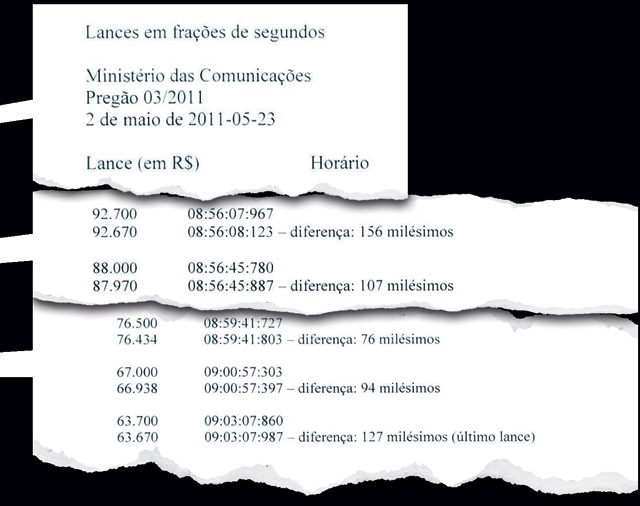 Lances em frações de segundos
Ministério das Comunicações
Pregão 03/2011
2 de maio de 2011-05-23
Lance (em R$) Horário
92.700 08:56:07:967
92.670 08:56:08:123 – diferença: 156 milésimos
88.000 08:56:45:780
87.970 08:56:45:887 – diferença: 107 milésimos
76.500 08:59:41:727
76.434 08:59:41:803 – diferença: 76 milésimos
67.000 09:00:57:303
66.938 09:00:57:397 – diferença: 94 milésimos
63.700 09:03:07:860
63.670 09:03:07:987 – diferença: 127 milésimos (último lance)